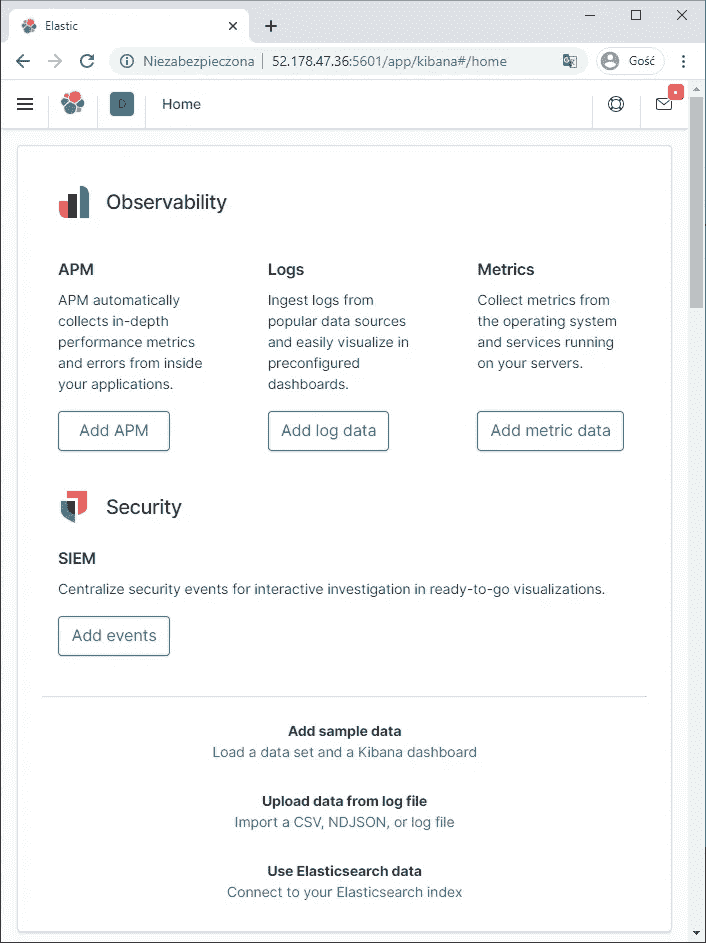 Elastic
Niezabezpieczona | 52.178.47.36:5601/app/kibana#/home
Gość
D
Home
Observability
APM
APM automatically
collects in-depth
performance metrics
and errors from inside
your applications.
Add APM
Logs
Ingest logs from
popular data sources
and easily visualize in
preconfigured
dashboards.
Add log data
Metrics
Collect metrics from
the operating system
and services running
on your servers.
Add metric data
Security
SIEM
Centralize security events for interactive investigation in ready-to-go visualizations.
Add events
Add sample data
Load a data set and a Kibana dashboard
Upload data from log file
Import a CSV, NDJSON, or log file
Use Elasticsearch data
Connect to your Elasticsearch index